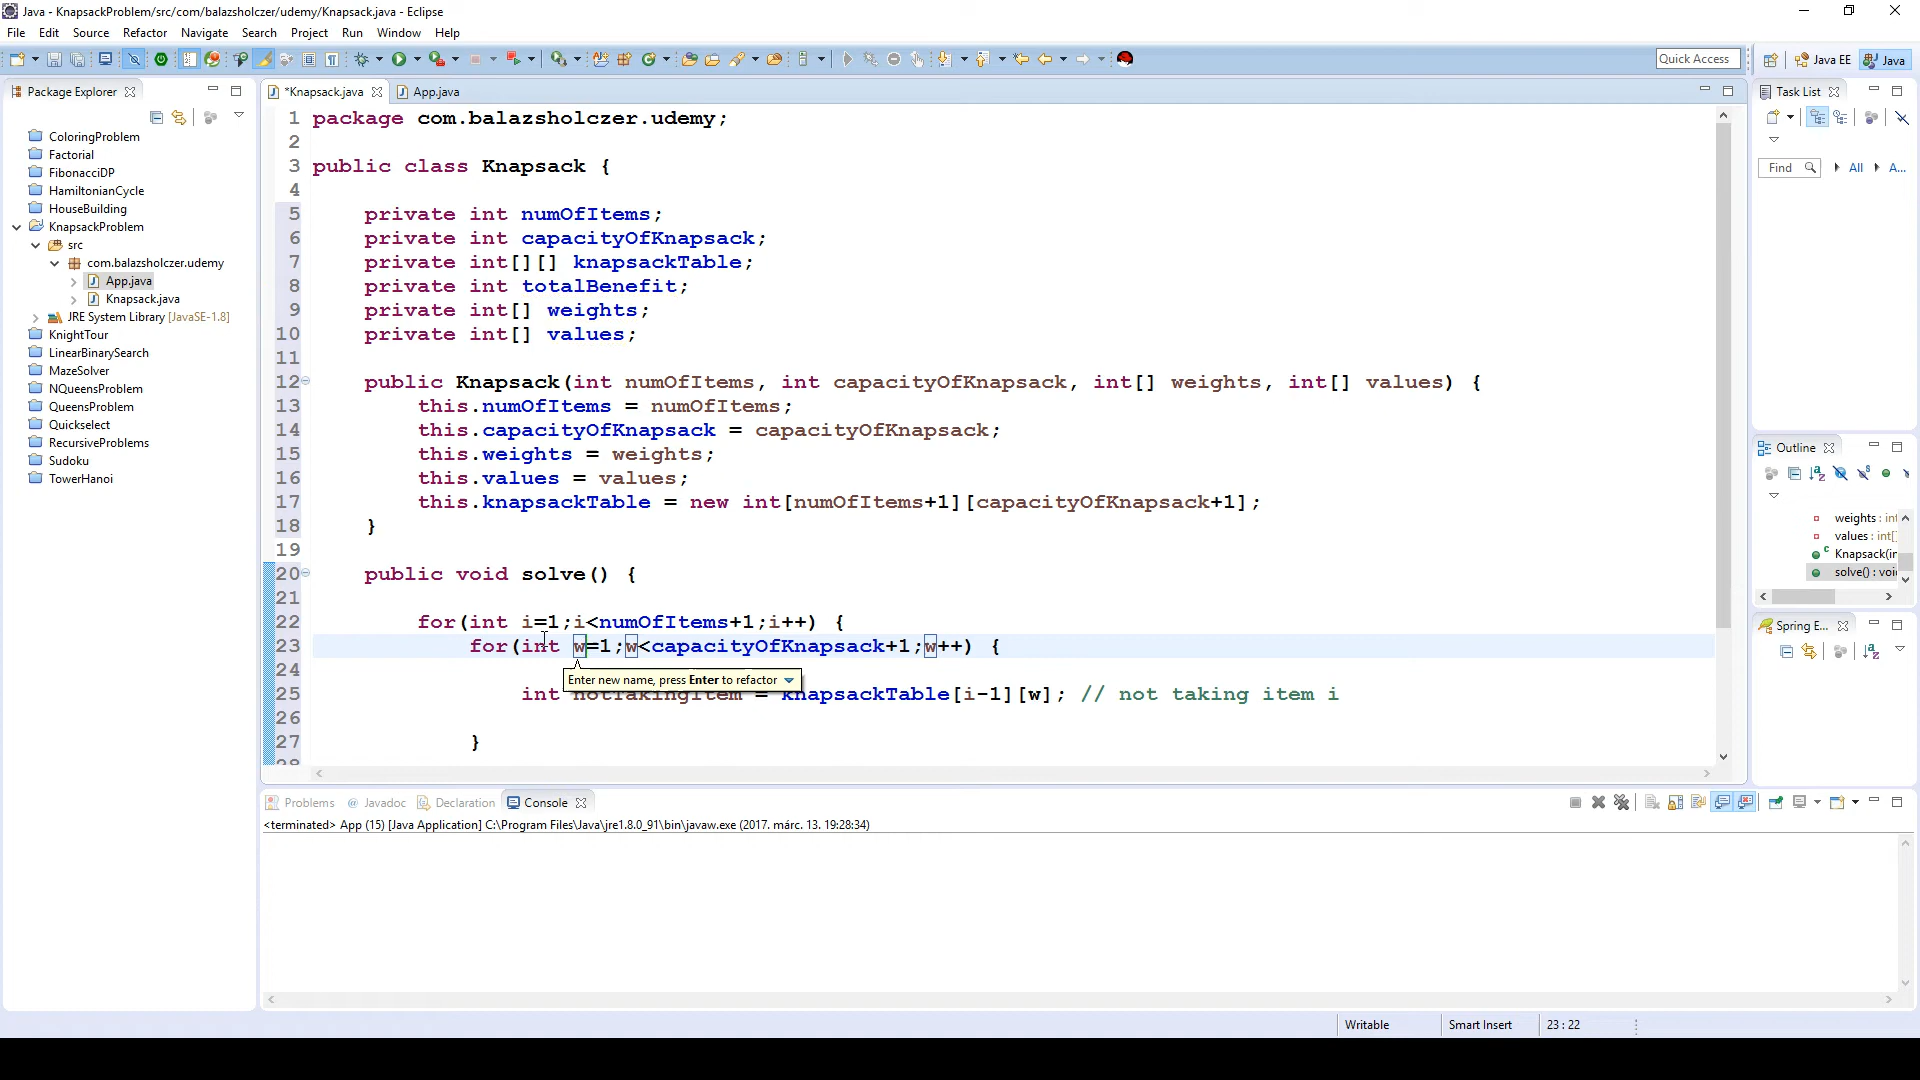 Java - KnapsackProblem/src/com/balazsholczer/udemy/Knapsack.java - Eclipse
File Edit Source Refactor Navigate Search Project Run Window Help
Quick Access
Java EE
Java
Package Explorer
ColoringProblem
Factorial
FibonacciDP
HamiltonianCycle
HouseBuilding
KnapsackProblem
src
com.balazsholczer.udemy
App.java
Knapsack.java
JRE System Library [JavaSE-1.8]
KnightTour
LinearBinarySearch
MazeSolver
NQueensProblem
QueensProblem
Quickselect
RecursiveProblems
Sudoku
TowerHanoi
*Knapsack.java
App.java
1 package com.balazsholczer.udemy;
2
3 public class Knapsack {
4
5 private int numOfItems;
6 private int capacityOfKnapsack;
7 private int[][] knapsackTable;
8 private int totalBenefit;
9 private int[] weights;
10 private int[] values;
11
12 public Knapsack(int numOfItems, int capacityOfKnapsack, int[] weights, int[] values) {
13 this.numOfItems = numOfItems;
14 this.capacityOfKnapsack = capacityOfKnapsack;
15 this.weights = weights;
16 this.values = values;
17 this.knapsackTable = new int[numOfItems+1][capacityOfKnapsack+1];
18 }
19
20 public void solve() {
21
22 for(int i=1;i<numOfItems+1;i++) {
23 for(int w=1;w<capacityOfKnapsack+1;w++) {
24
Enter new name, press Enter to refactor
25 int notTakingItem = knapsackTable[i-1][w]; // not taking item i
26
27 }
28
Task List
Find
All
A...
Outline
weights : int
values : int[]
Knapsack(in
solve() : voi
Spring E...
Problems
@ Javadoc
Declaration
Console
<terminated> App (15) [Java Application] C:\Program Files\Java\jre1.8.0_91\bin\javaw.exe (2017. márc. 13. 19:28:34)
Writable
Smart Insert
23 : 22